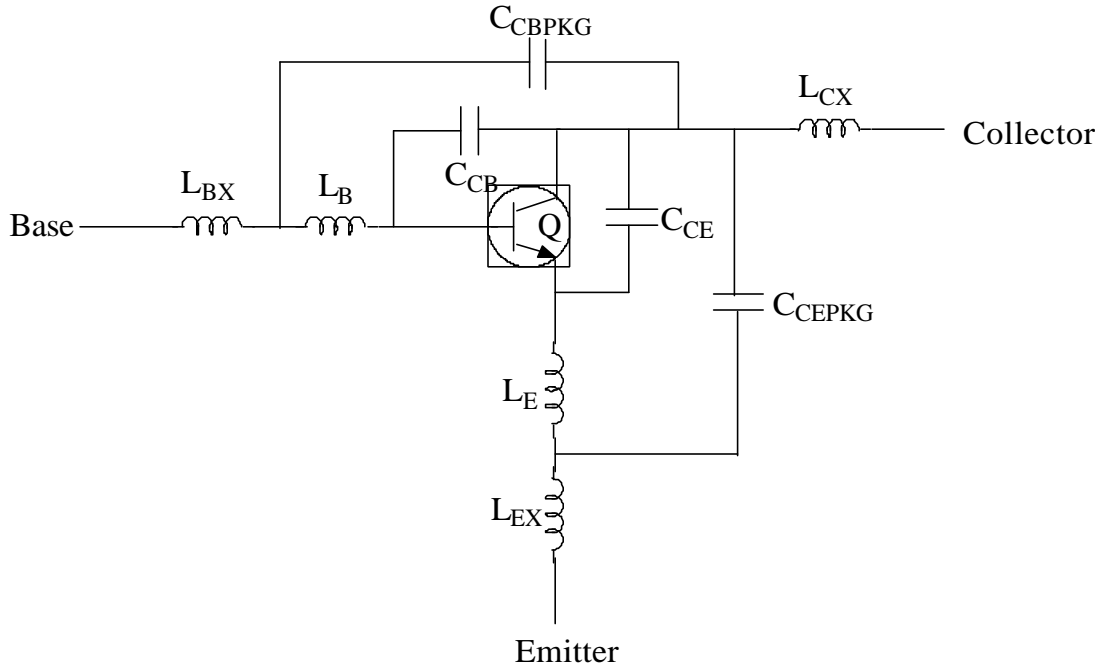 C_CBPKG
L_CX
Collector
C_CB
L_BX
L_B
Base
Q
C_CE
C_CEPKG
L_E
L_EX
Emitter